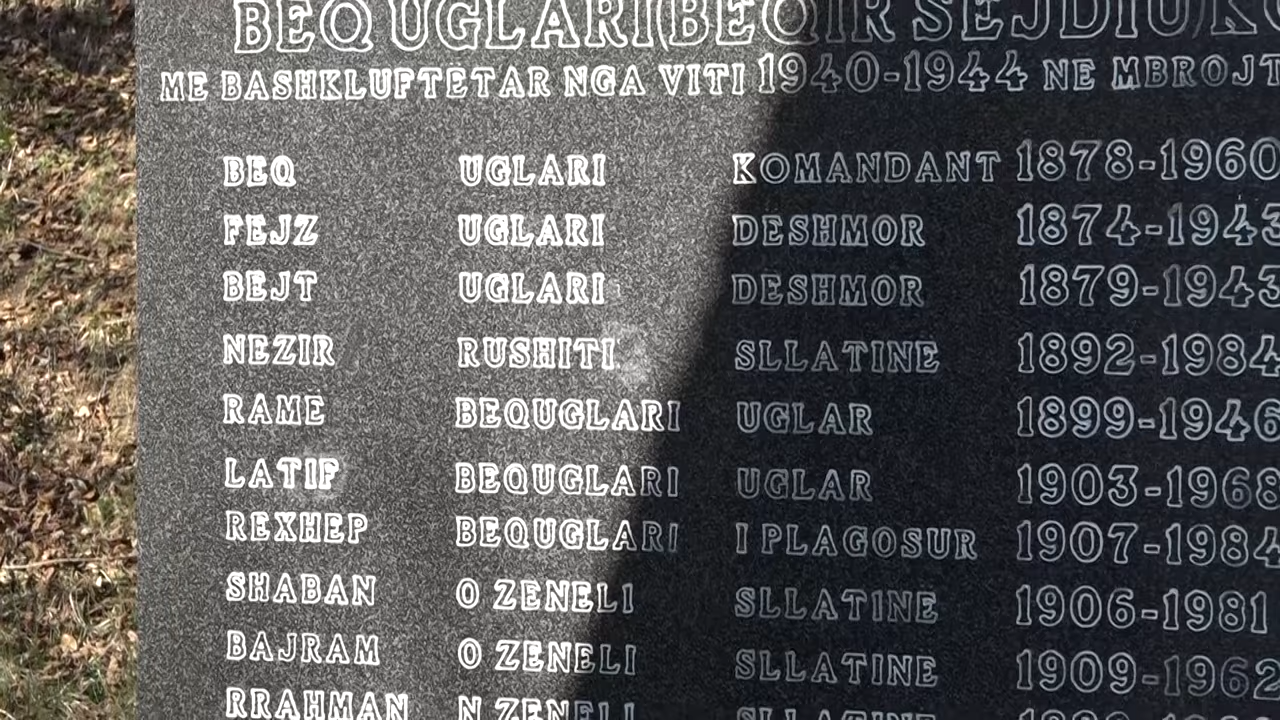 BEQ UGLARI(BEQIR SEJDIU)
ME BASHKLUFTETAR NGA VITI 1940-1944 NE MBROJT
BEQ UGLARI KOMANDANT 1878-1960
FEJZ UGLARI DESHMOR 1874-1943
BEJT UGLARI DESHMOR 1879-1943
NEZIR RUSHITI SLLATINE 1892-1984
RAME BEQUGLARI UGLAR 1899-1946
LATIF BEQUGLARI UGLAR 1903-1968
REXHEP BEQUGLARI I PLAGOSUR 1907-1984
SHABAN O ZENELI SLLATINE 1906-1981
BAJRAM O ZENELI SLLATINE 1909-1962
RRAHMAN N ZENELI SLLATINE